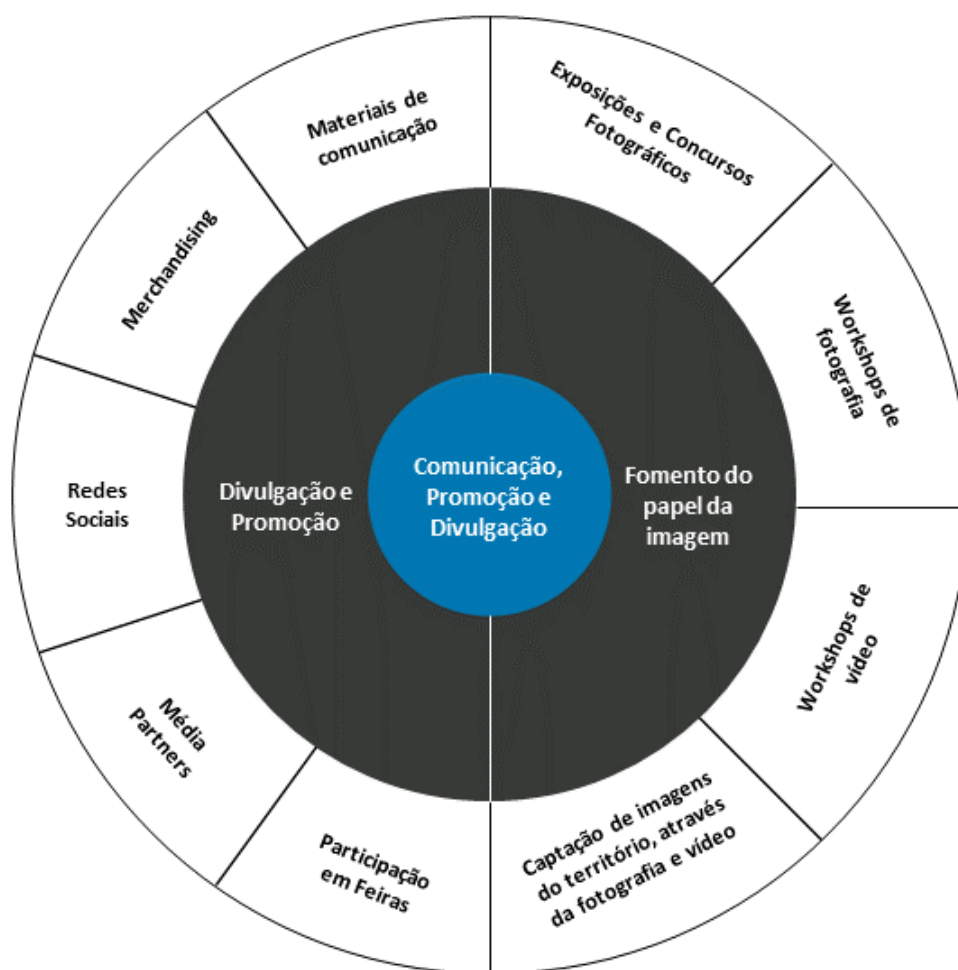 Materiais de
comunicação
Exposições e Concursos
Fotográficos
Merchandising
Workshops de
fotografia
Redes
Sociais
Divulgação e
Promoção
Comunicação,
Promoção e
Divulgação
Fomento do
papel da
imagem
Workshops de
vídeo
Média
Partners
Participação
em Feiras
Captação de imagens
do território, através
da fotografia e vídeo